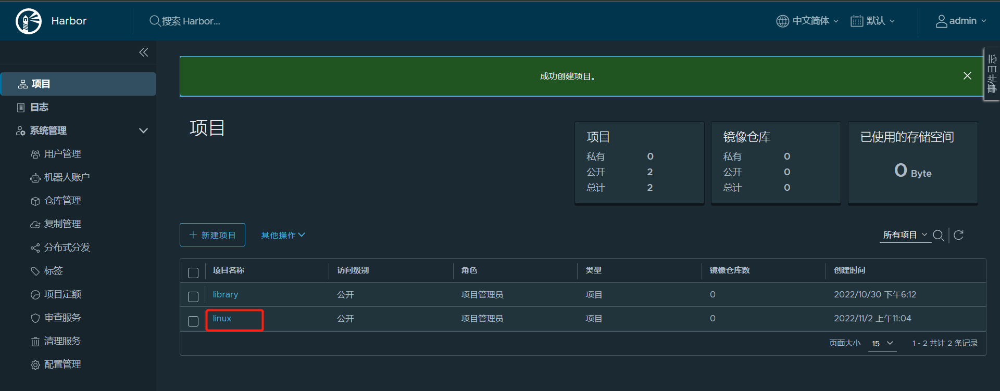 Harbor
搜索 Harbor...
中文简体
默认
admin
项目
日志
系统管理
用户管理
机器人账户
仓库管理
复制管理
分布式分发
标签
项目定额
审查服务
清理服务
配置管理
成功创建项目。
事件日志
项目
项目
私有 0
公开 2
总计 2
镜像仓库
私有 0
公开 0
总计 0
已使用的存储空间
0 Byte
+ 新建项目
其他操作
所有项目
项目名称 访问级别 角色 类型 镜像仓库数 创建时间
library 公开 项目管理员 项目 0 2022/10/30 下午6:12
linux 公开 项目管理员 项目 0 2022/11/2 上午11:04
页面大小 15 1 - 2 共计 2 条记录